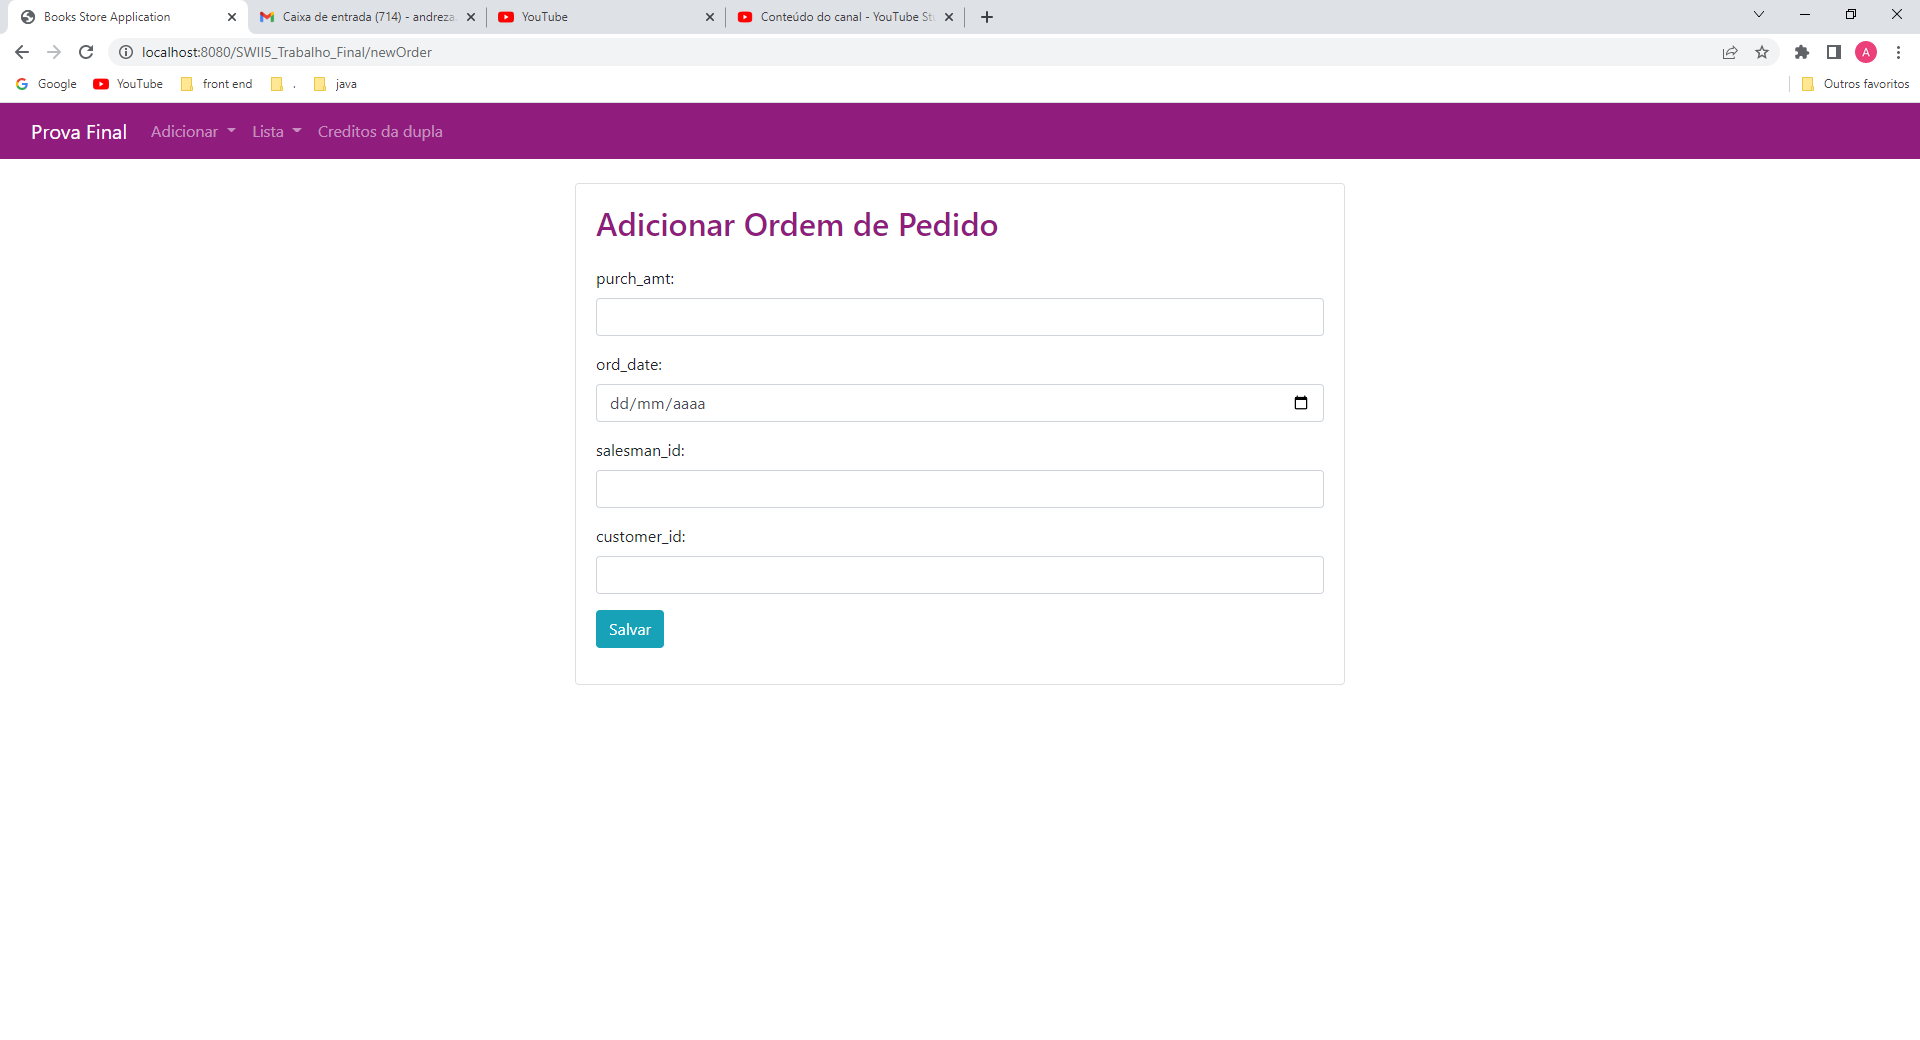 Books Store Application
Caixa de entrada (714) - andreza
YouTube
Conteúdo do canal - YouTube St
localhost:8080/SWII5_Trabalho_Final/newOrder
A
Google
YouTube
front end
.
java
Outros favoritos
Prova Final
Adicionar
Lista
Creditos da dupla
Adicionar Ordem de Pedido
purch_amt:
ord_date:
dd/mm/aaaa
salesman_id:
customer_id:
Salvar